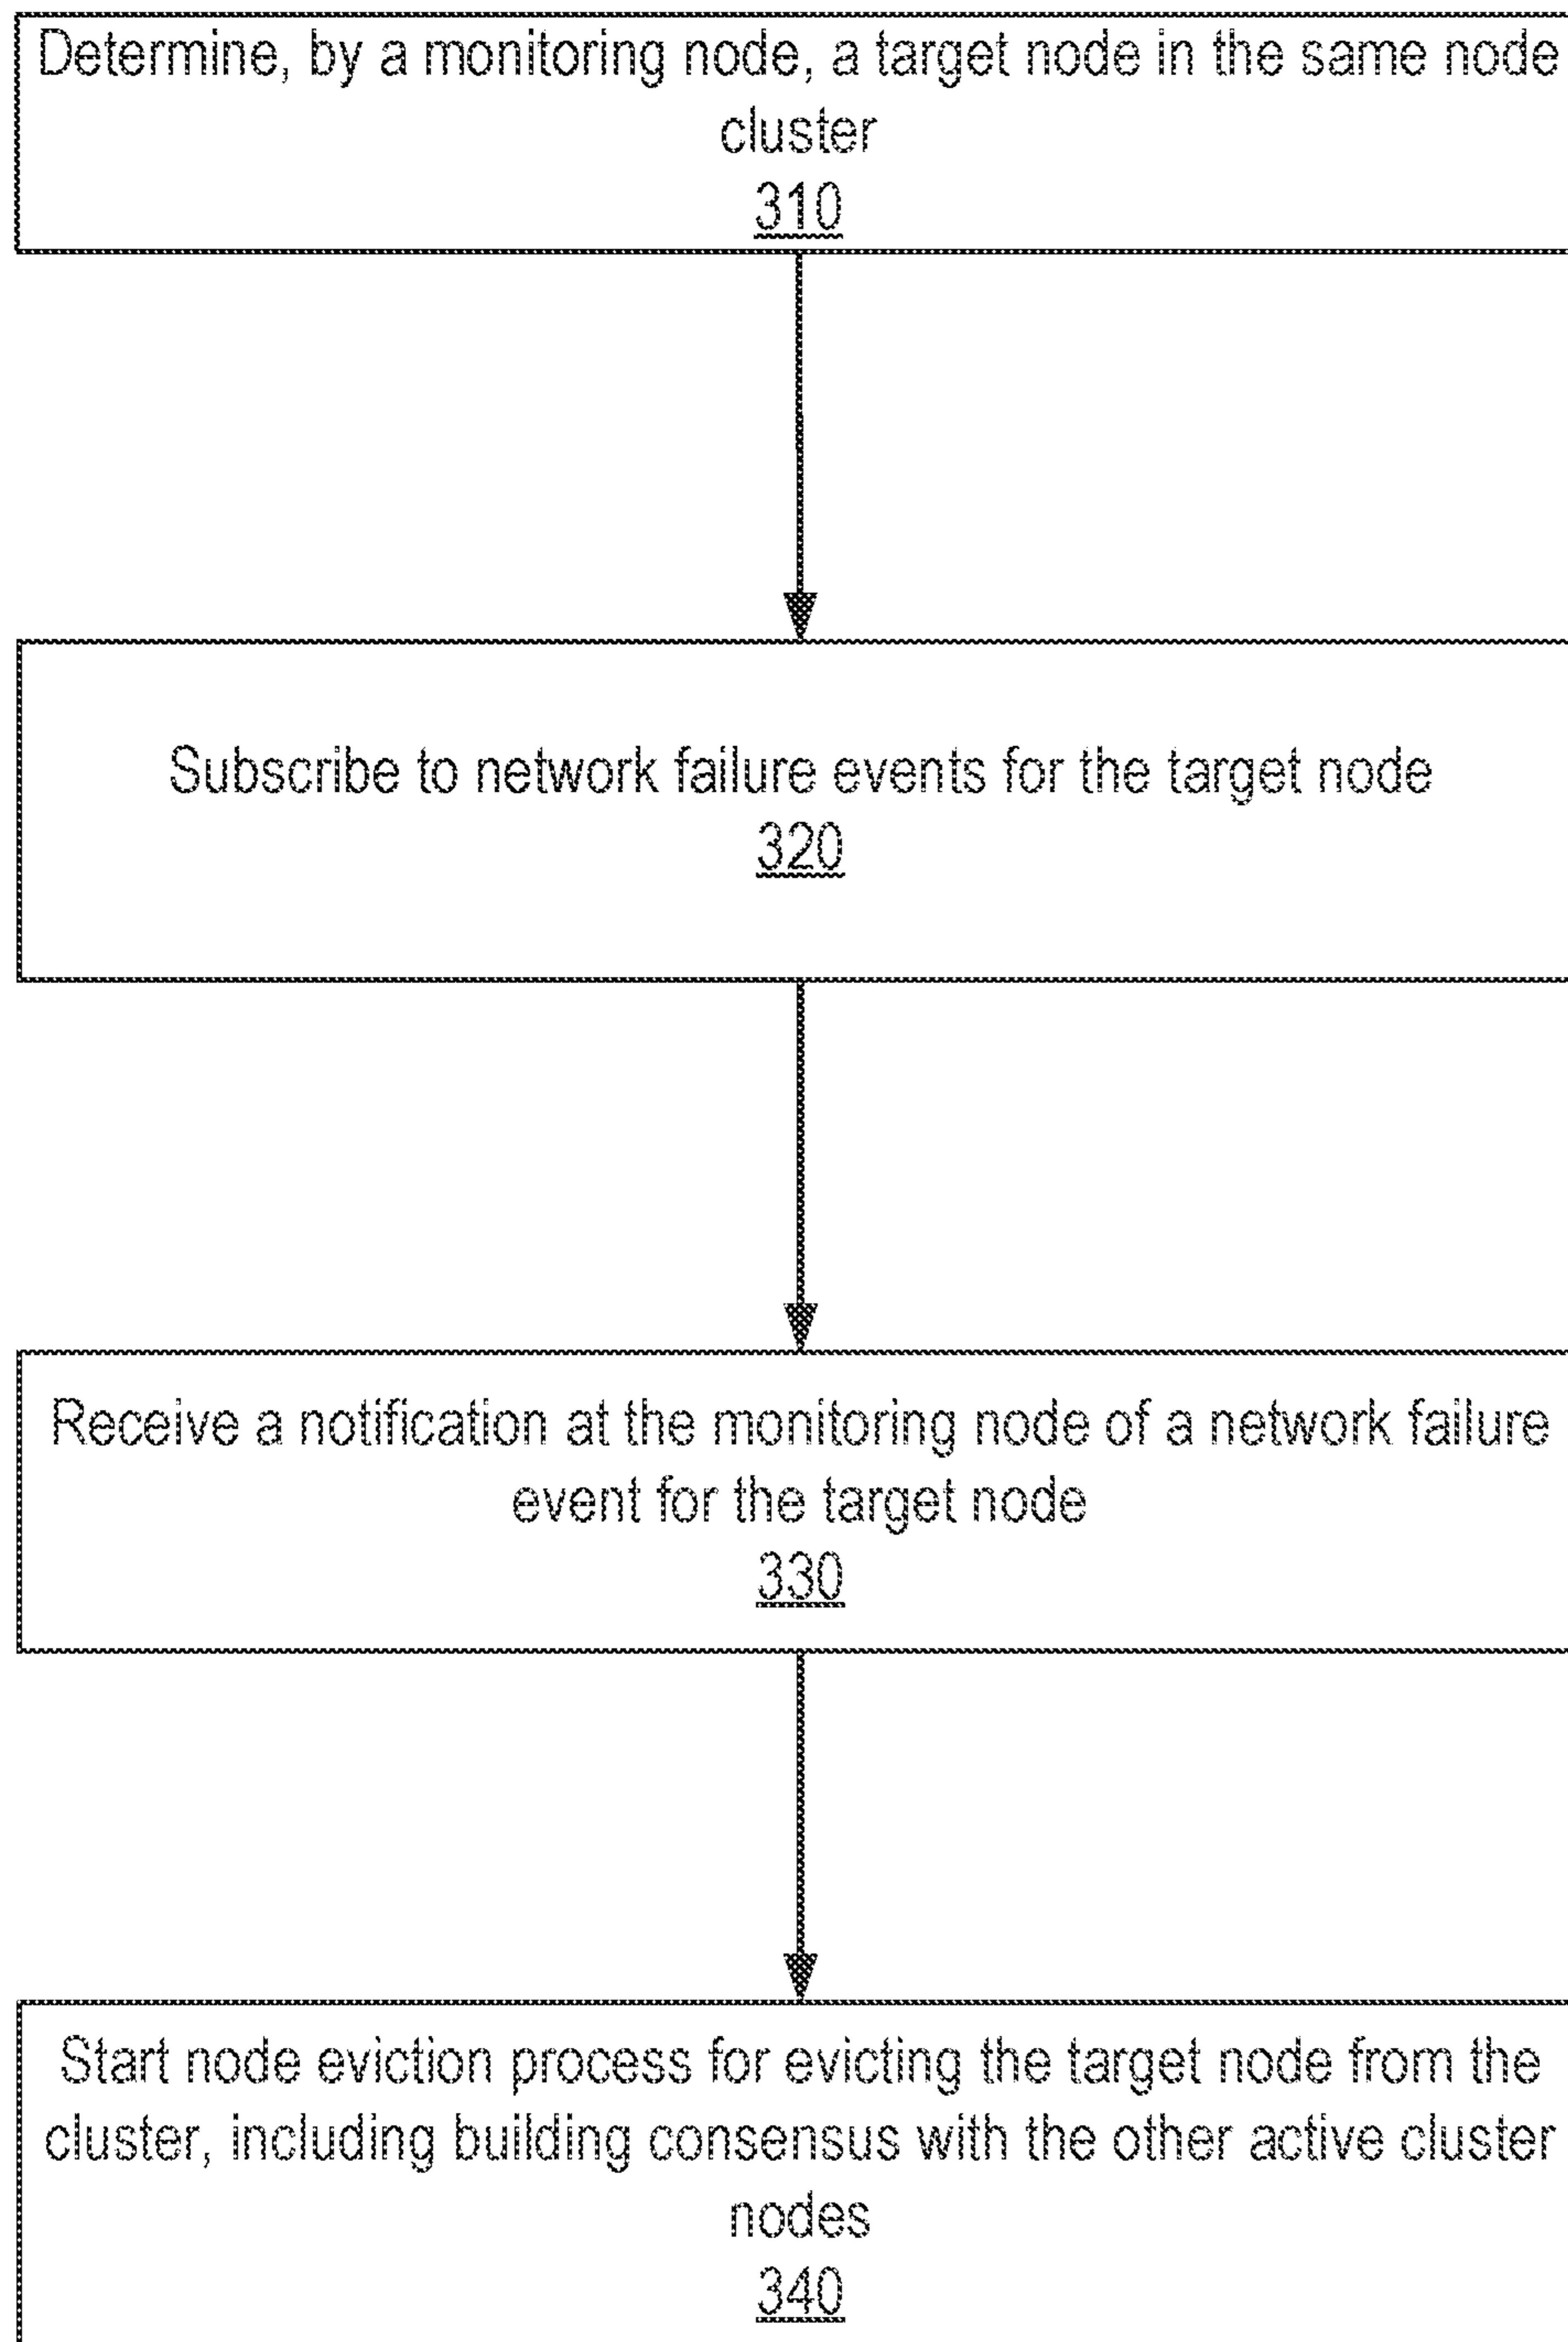 Determine, by a monitoring node, a target node in the same node
cluster
310
Subscribe to network failure events for the target node
320
Receive a notification at the monitoring node of a network failure
event for the target node
330
Start node eviction process for evicting the target node from the
cluster, including building consensus with the other active cluster
nodes
340